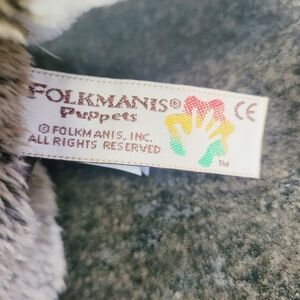 FOLKMANIS®
Puppets
© FOLKMANIS, INC.
ALL RIGHTS RESERVED
CE
TM